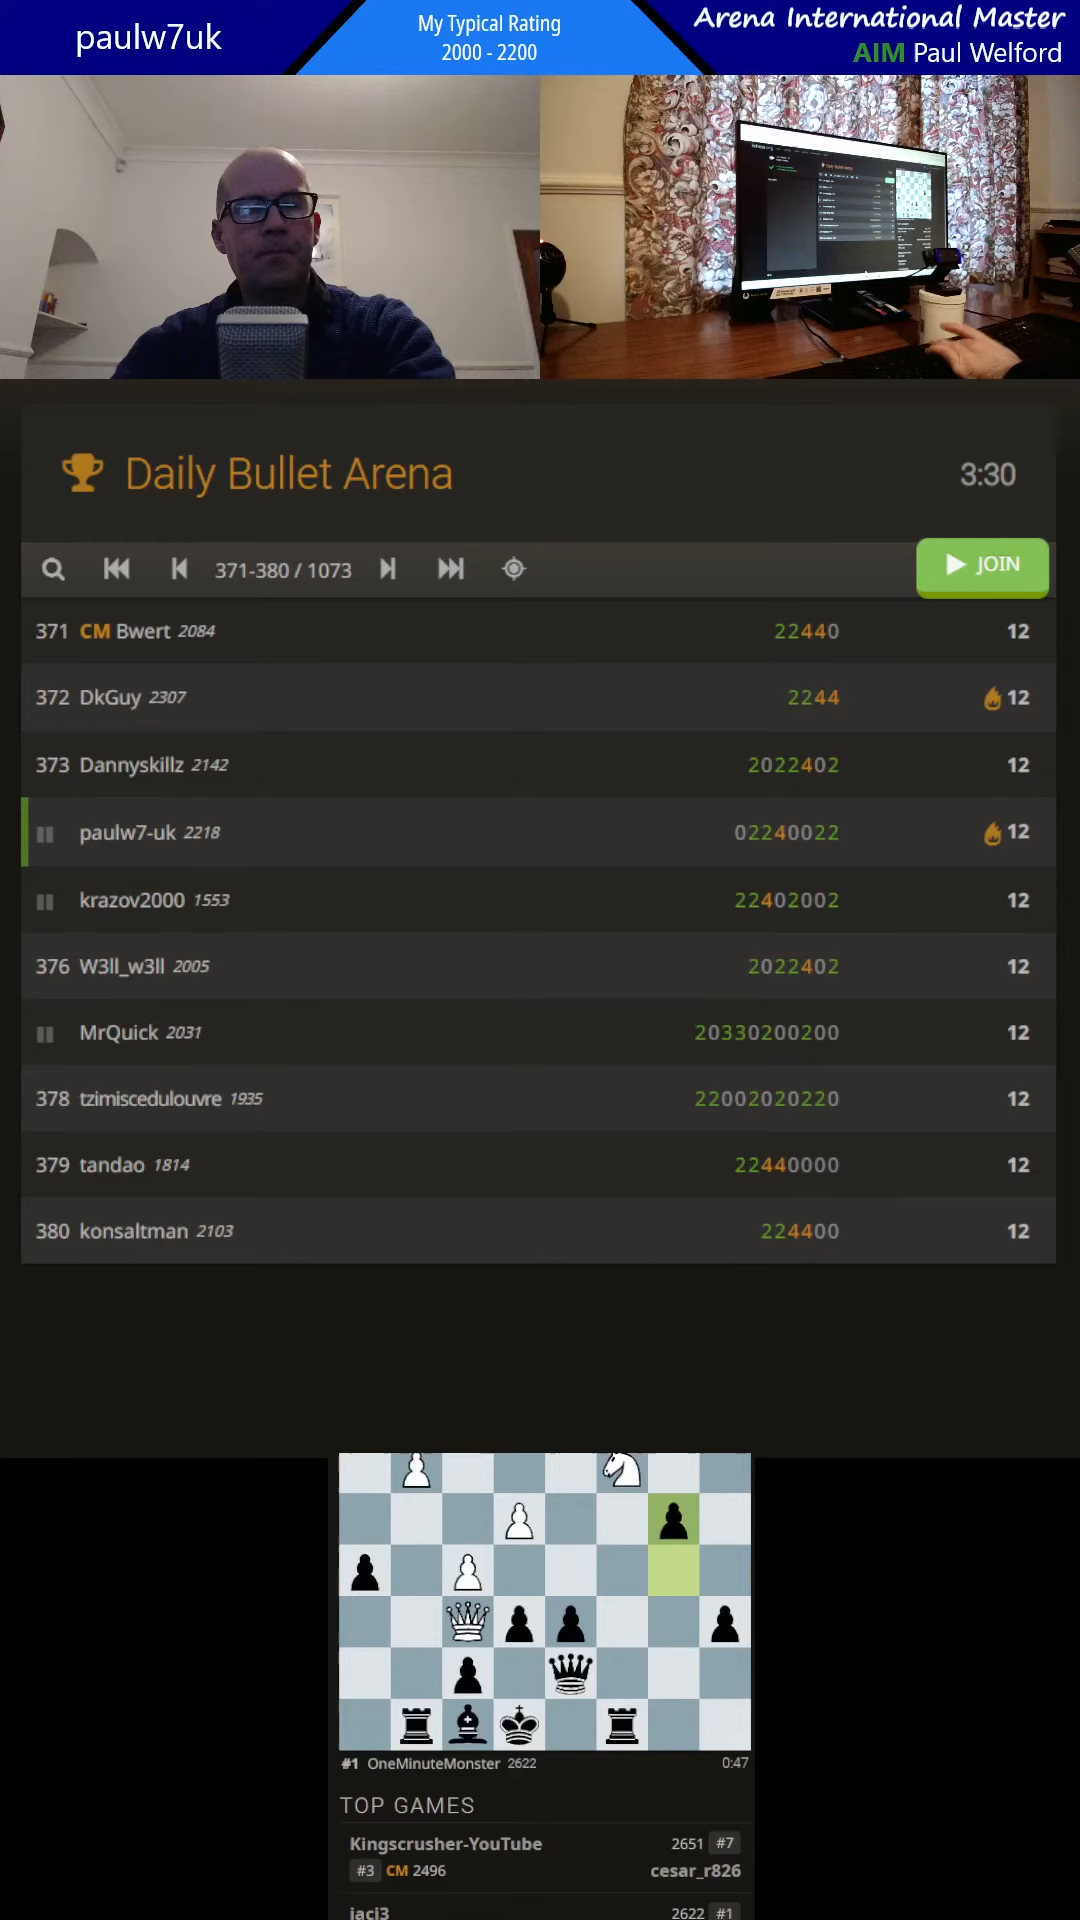 paulw7uk
My Typical Rating
2000 - 2200
Arena International Master
AIM Paul Welford
Daily Bullet Arena
3:30
371-380 / 1073
JOIN
371 CM Bwert 2084 22440 12
372 DkGuy 2307 2244 12
373 Dannyskillz 2142 2022402 12
paulw7-uk 2218 02240022 12
krazov2000 1553 22402002 12
376 W3ll_w3ll 2005 2022402 12
MrQuick 2031 20330200200 12
378 tzimiscedulouvre 1935 22002020220 12
379 tandao 1814 22440000 12
380 konsaltman 2103 224400 12
#1 OneMinuteMonster 2622 0:47
TOP GAMES
Kingscrusher-YouTube 2651 #7
#3 CM 2496 cesar_r826
jaci3 2622 #1